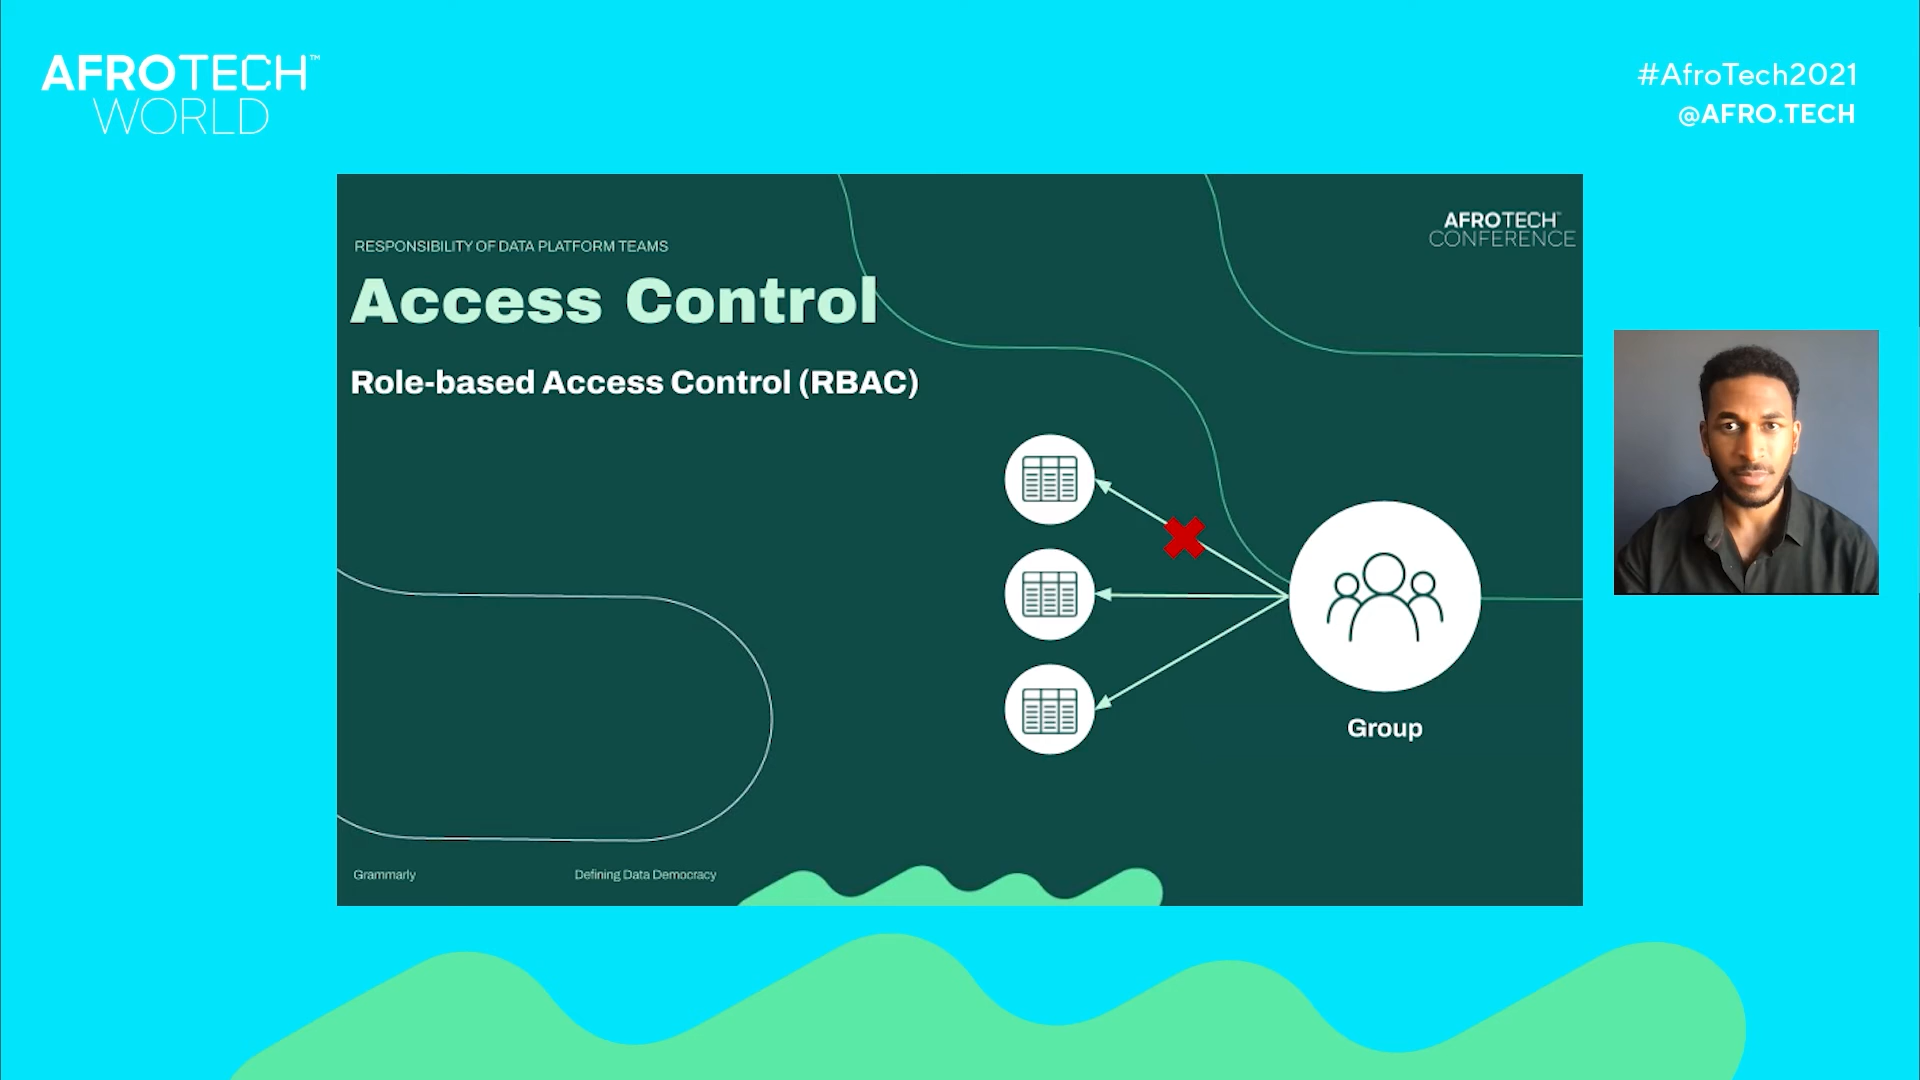 AFROTECH™
WORLD
#AfroTech2021
@AFRO.TECH
AFROTECH™
CONFERENCE
RESPONSIBILITY OF DATA PLATFORM TEAMS
Access Control
Role-based Access Control (RBAC)
Group
Grammarly
Defining Data Democracy